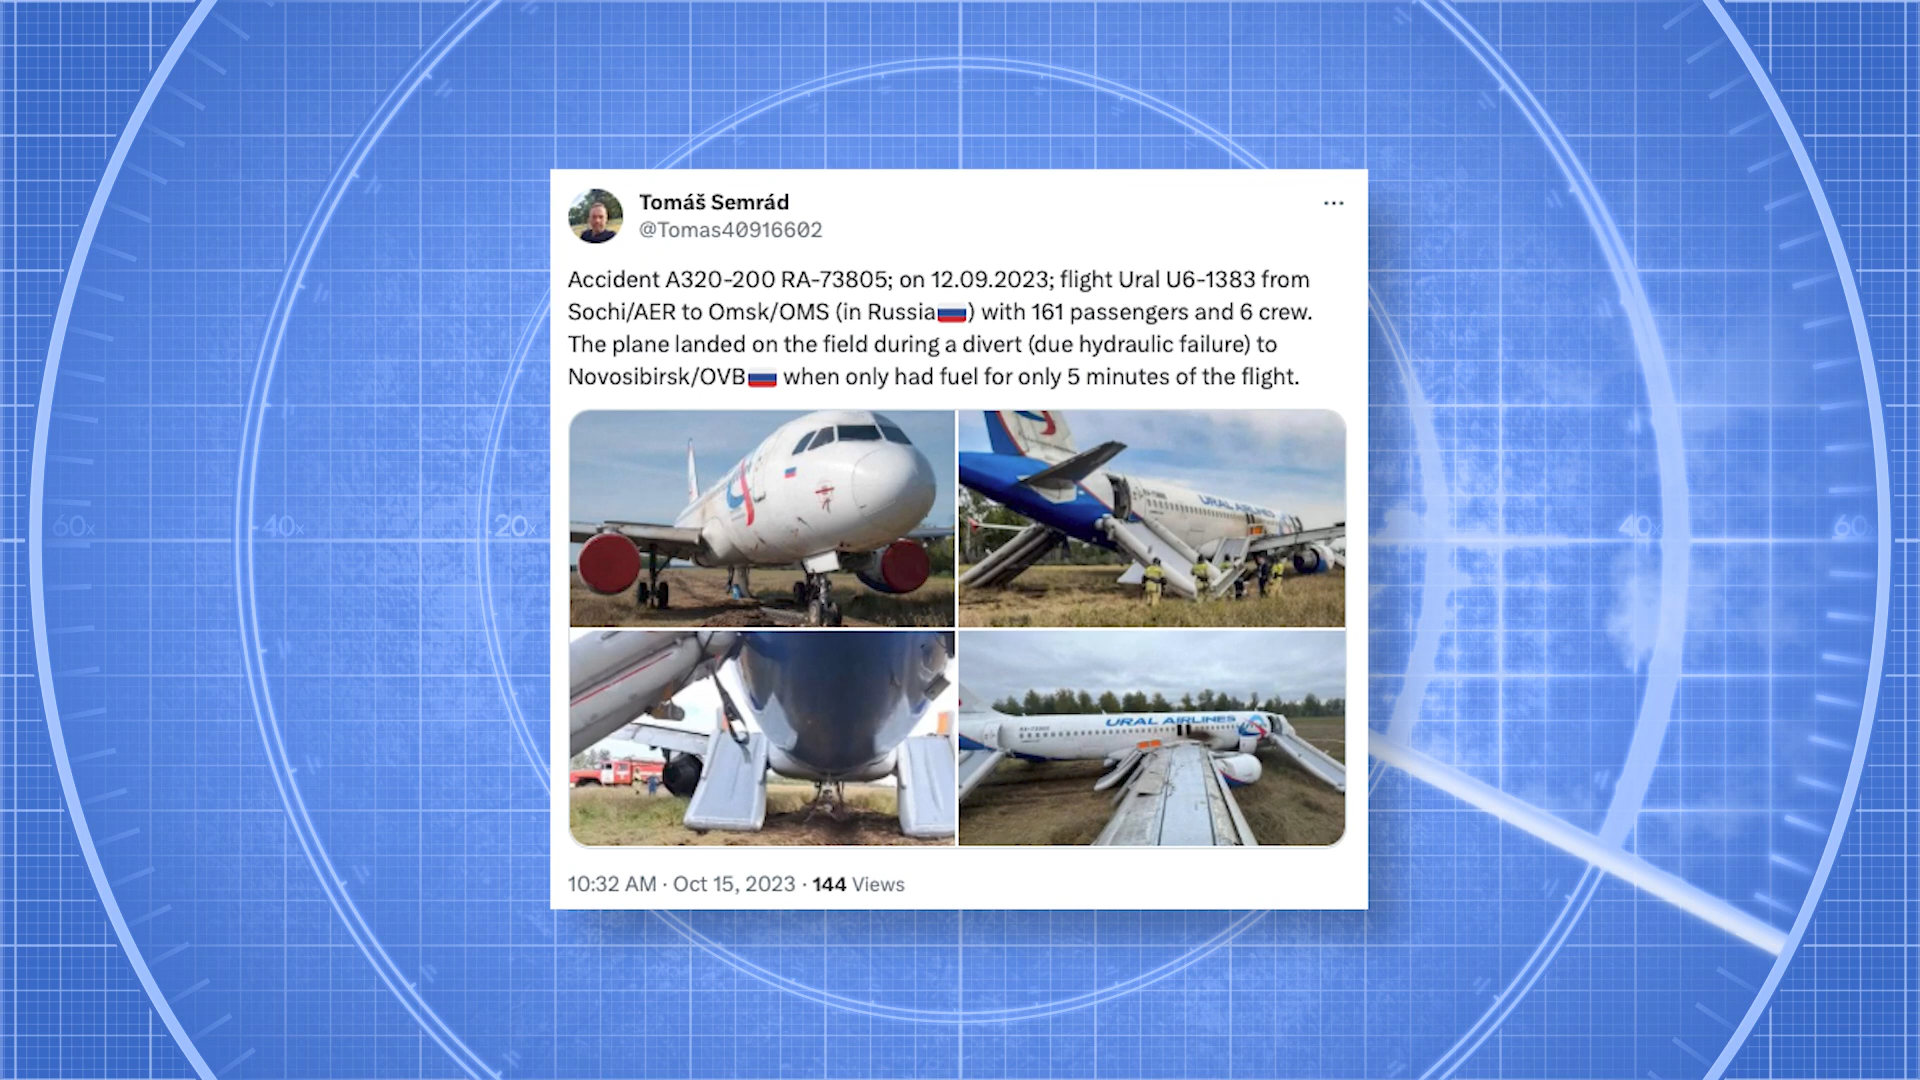 Tomáš Semrád
@Tomas40916602
Accident A320-200 RA-73805; on 12.09.2023; flight Ural U6-1383 from
Sochi/AER to Omsk/OMS (in Russia🇷🇺) with 161 passengers and 6 crew.
The plane landed on the field during a divert (due hydraulic failure) to
Novosibirsk/OVB🇷🇺 when only had fuel for only 5 minutes of the flight.
60x
40x
20x
40x
60
URAL AIRLINES
URAL AIRLINES
10:32 AM · Oct 15, 2023 · 144 Views